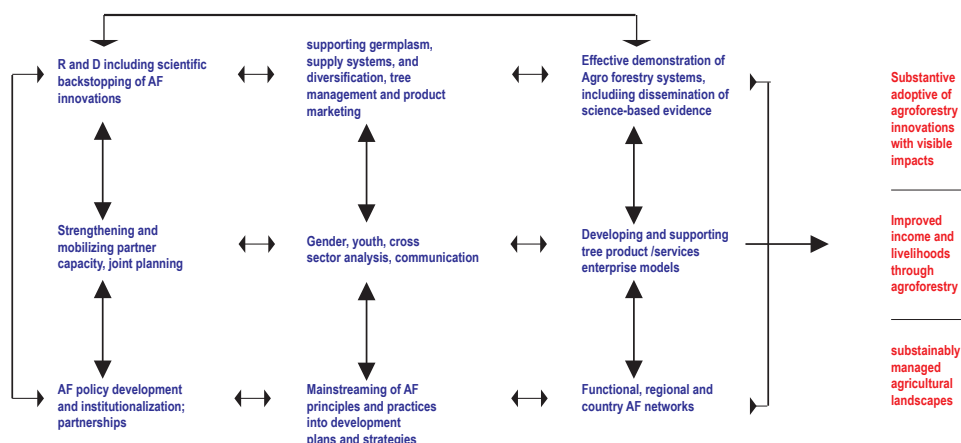 R and D including scientific
backstopping of AF
innovations
supporting germplasm,
supply systems, and
diversification, tree
management and product
marketing
Effective demonstration of
Agro forestry systems,
includiing dissemination of
science-based evidence
Substantive
adoptive of
agroforestry
innovations
with visible
impacts
Strengthening and
mobilizing partner
capacity, joint planning
Gender, youth, cross
sector analysis, communication
Developing and supporting
tree product /services
enterprise models
Improved
income and
livelihoods
through
agroforestry
AF policy development
and institutionalization;
partnerships
Mainstreaming of AF
principles and practices
into development
plans and strategies
Functional, regional and
country AF networks
substainably
managed
agricultural
landscapes